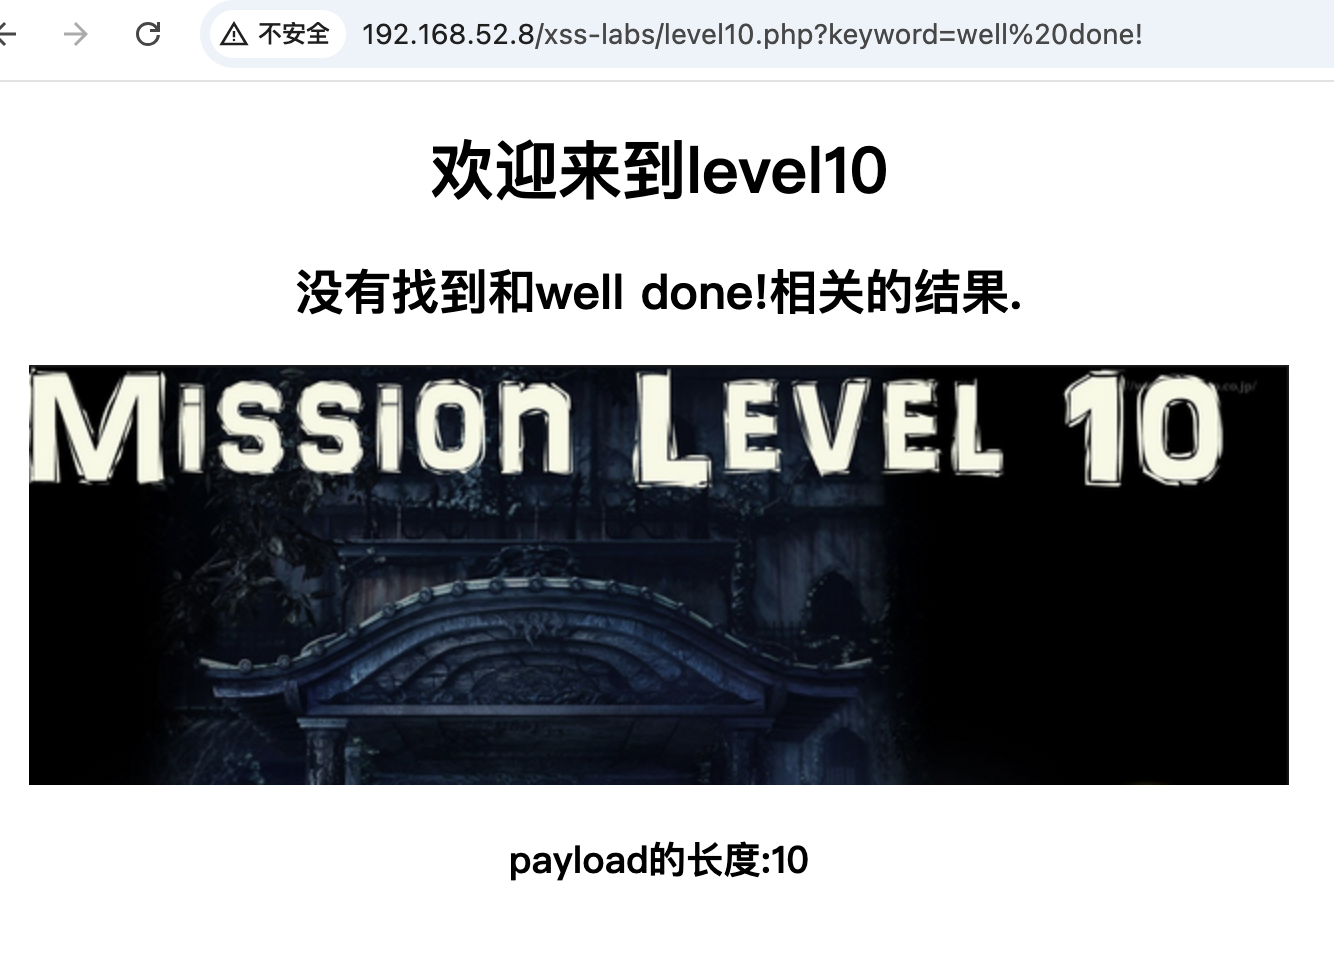 不安全 192.168.52.8/xss-labs/level10.php?keyword=well%20done!
欢迎来到level10
没有找到和well done!相关的结果.
Mission Level 10
payload的长度:10